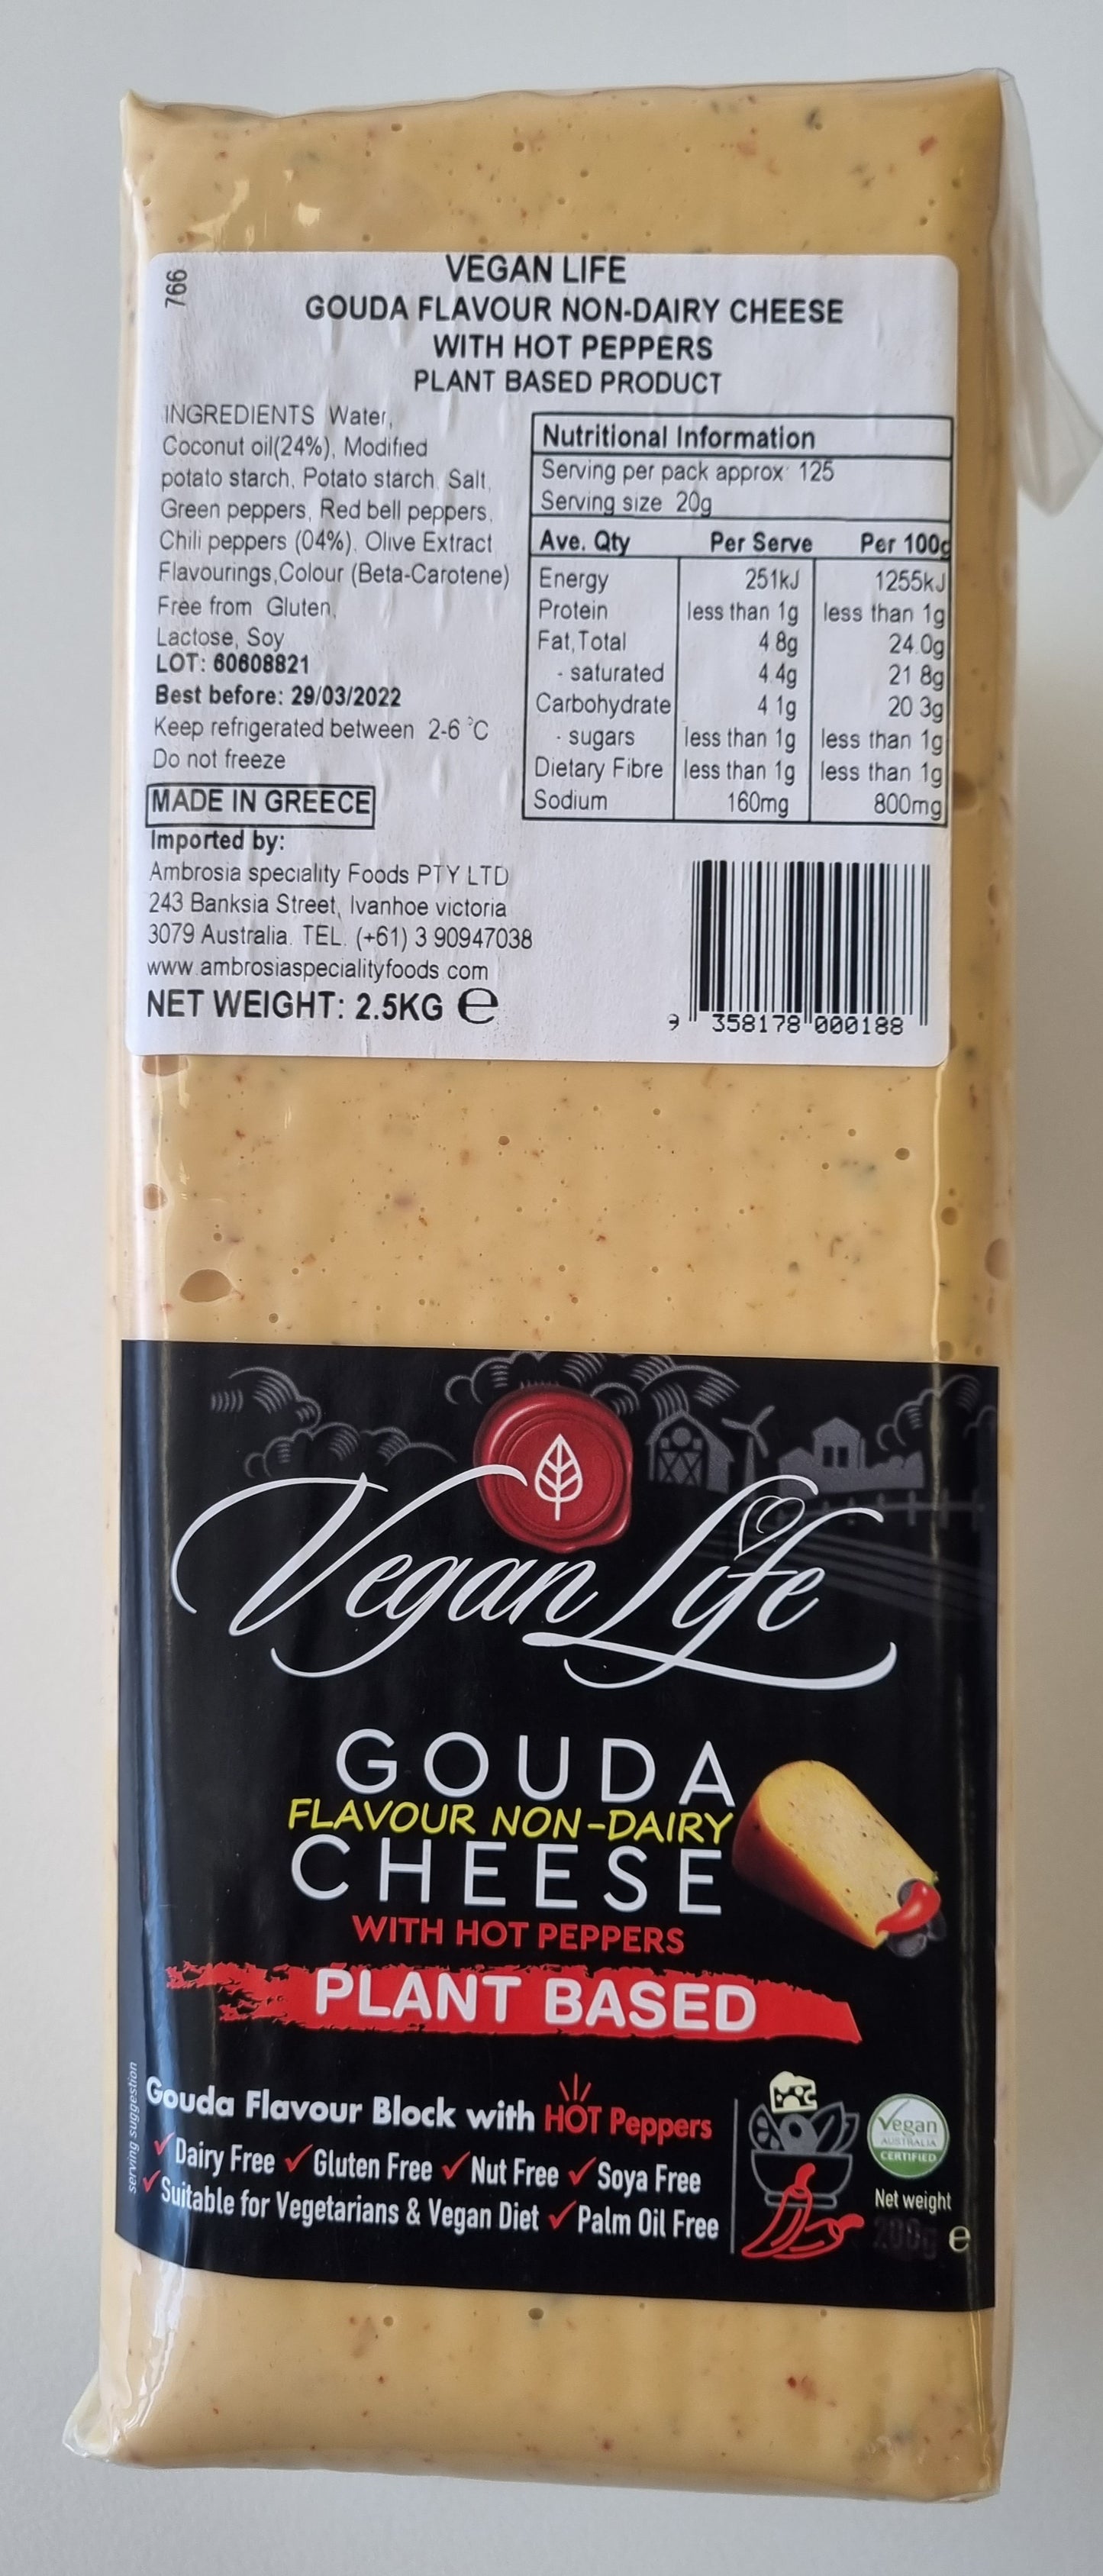 766
VEGAN LIFE
GOUDA FLAVOUR NON-DAIRY CHEESE
WITH HOT PEPPERS
PLANT BASED PRODUCT
INGREDIENTS Water,
Coconut oil(24%), Modified
potato starch, Potato starch, Salt,
Green peppers, Red bell peppers,
Chili peppers (04%), Olive Extract
Flavourings,Colour (Beta-Carotene)
Free from Gluten,
Lactose, Soy
LOT: 60608821
Best before: 29/03/2022
Keep refrigerated between 2-6 °C
Do not freeze
MADE IN GREECE
Imported by:
Ambrosia speciality Foods PTY LTD
243 Banksia Street, Ivanhoe victoria
3079 Australia. TEL. (+61) 3 90947038
www.ambrosiaspecialityfoods com
NET WEIGHT: 2.5KG e
Nutritional Information
Serving per pack approx: 125
Serving size 20g
Ave. Qty Per Serve Per 100g
Energy 251kJ 1255kJ
Protein less than 1g less than 1g
Fat, Total 4 8g 24.0g
- saturated 4.4g 21 8g
Carbohydrate 4 1g 20 3g
- sugars less than 1g less than 1g
Dietary Fibre less than 1g less than 1g
Sodium 160mg 800mg
9 358178 000188
Vegan Life
GOUDA
FLAVOUR NON-DAIRY
CHEESE
WITH HOT PEPPERS
PLANT BASED
serving suggestion
Gouda Flavour Block with HOT Peppers
✓Dairy Free ✓Gluten Free ✓Nut Free ✓Soya Free
✓Suitable for Vegetarians & Vegan Diet ✓Palm Oil Free
Vegan
AUSTRALIA
CERTIFIED
Net weight
200g e